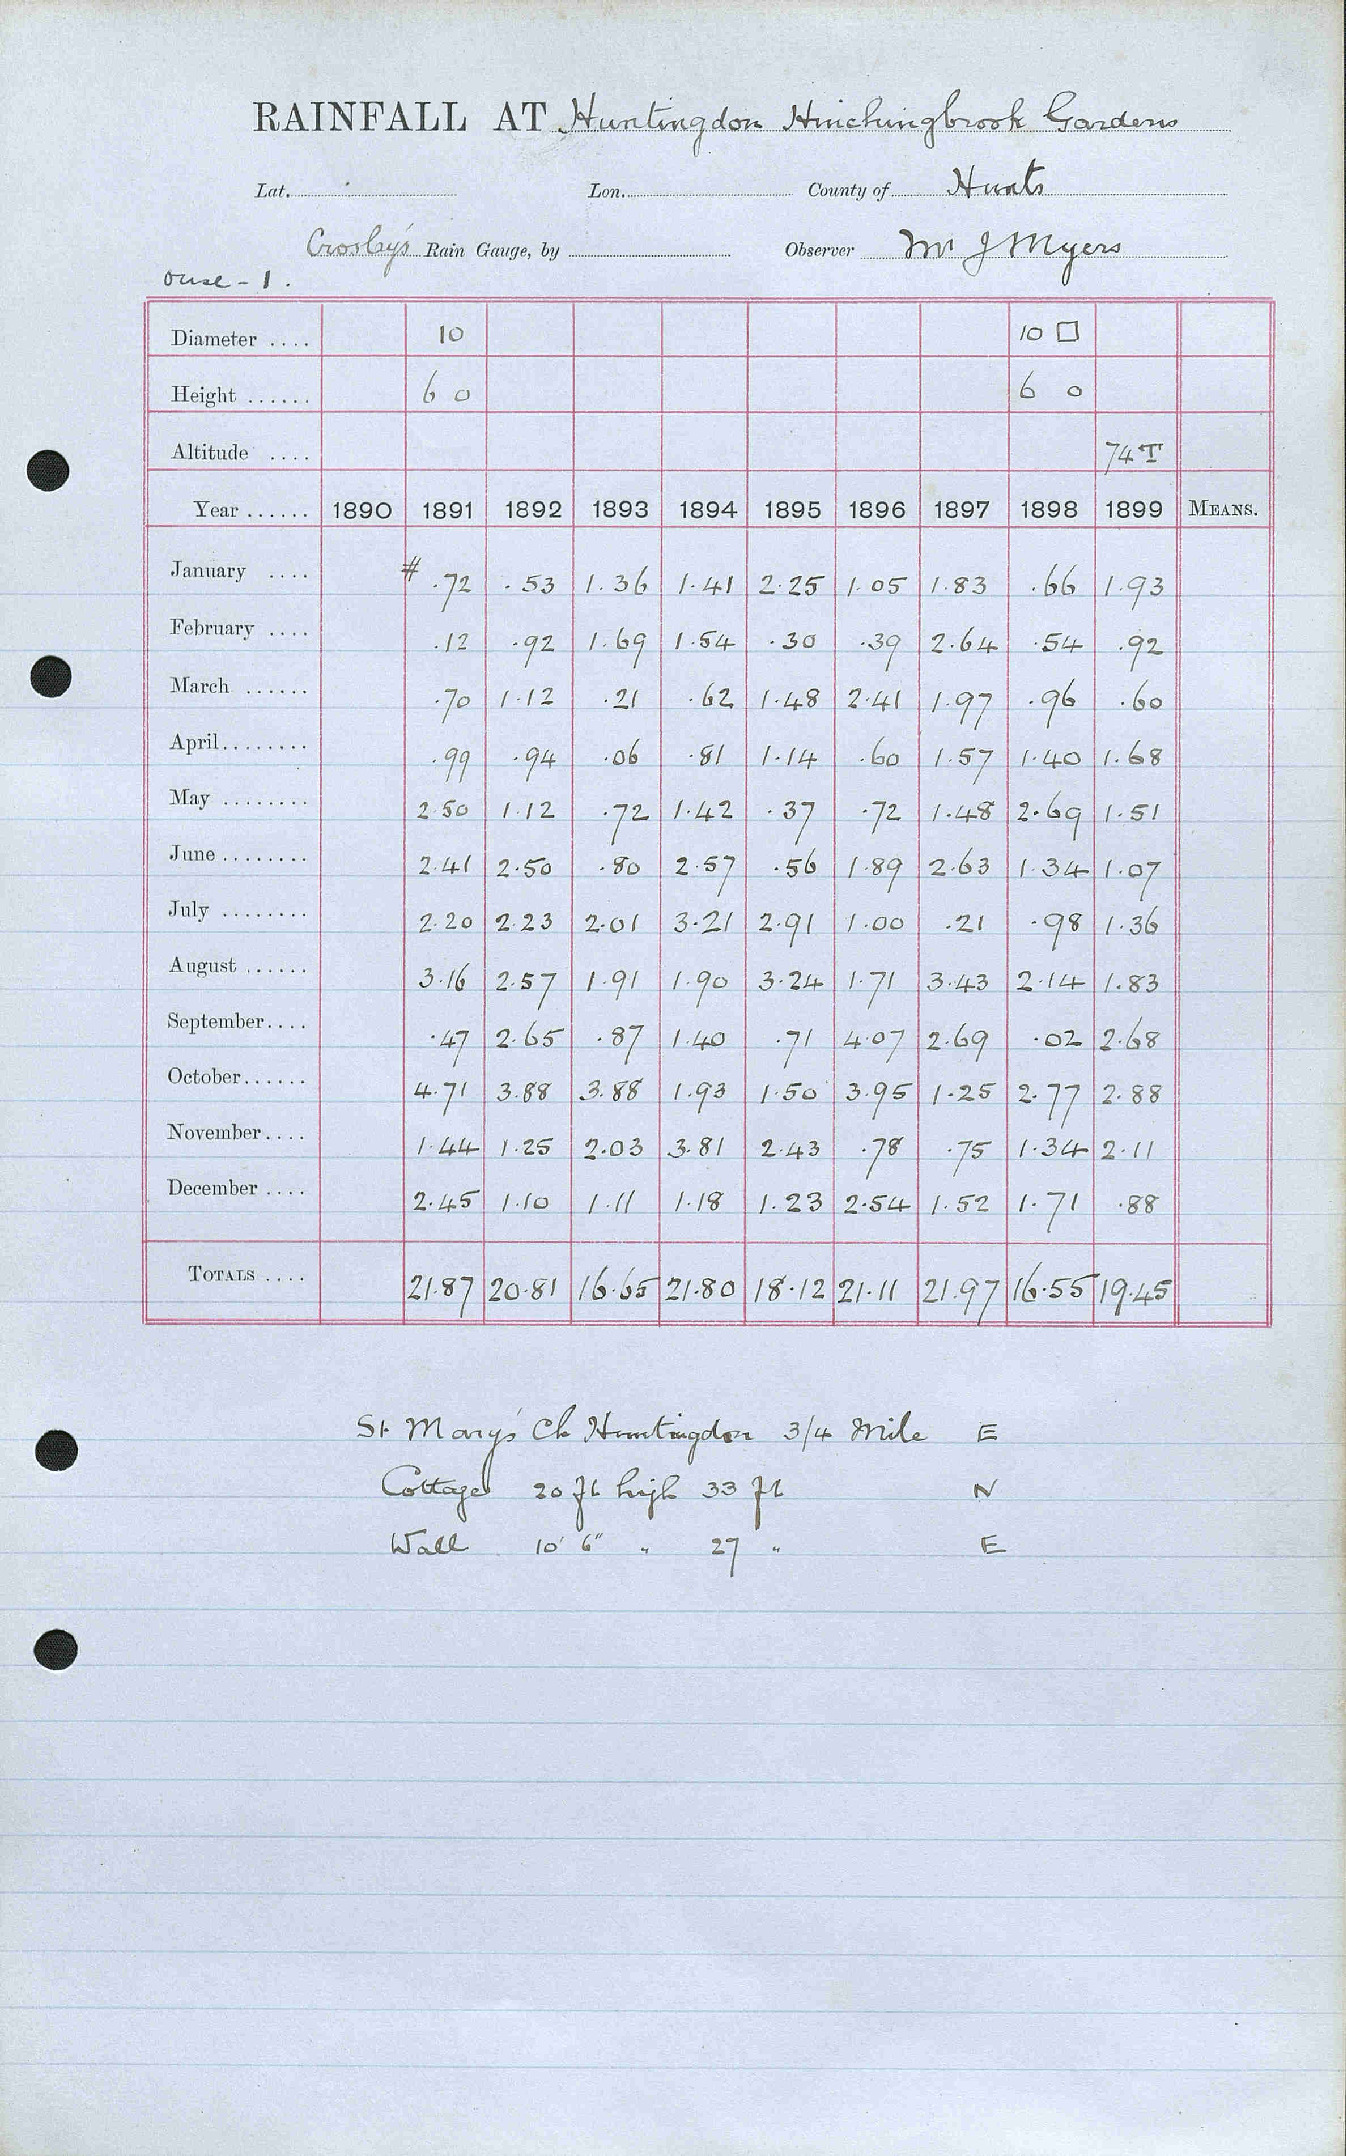 RAINFALL AT Huntingdon Hinchingbrook Gardens
Lat. Lon. County of Hunts
Crosley's Rain Gauge, by Observer Mr J Myers
Ouse - 1.
Diameter .... 10 10 □
Height ...... 6 0 6 0
Altitude .... 74 T
Year ...... 1890 1891 1892 1893 1894 1895 1896 1897 1898 1899 MEANS.
January .... # .72 .53 1.36 1.41 2.25 1.05 1.83 .66 1.93
February .... .12 .92 1.69 1.54 .30 .39 2.64 .54 .92
March ...... .70 1.12 .21 .62 1.48 2.41 1.97 .96 .60
April........ .99 .94 .06 .81 1.14 .60 1.57 1.40 1.68
May ........ 2.50 1.12 .72 1.42 .37 .72 1.48 2.69 1.51
June ........ 2.41 2.50 .80 2.57 .56 1.89 2.63 1.34 1.07
July ........ 2.20 2.23 2.01 3.21 2.91 1.00 .21 .98 1.36
August ...... 3.16 2.57 1.91 1.90 3.24 1.71 3.43 2.14 1.83
September.... .47 2.65 .87 1.40 .71 4.07 2.69 .02 2.68
October...... 4.71 3.88 3.88 1.93 1.50 3.95 1.25 2.77 2.88
November.... 1.44 1.25 2.03 3.81 2.43 .78 .75 1.34 2.11
December .... 2.45 1.10 1.11 1.18 1.23 2.54 1.52 1.71 .88
TOTALS .... 21.87 20.81 16.65 21.80 18.12 21.11 21.97 16.55 19.45
St. Mary's Ch Huntingdon 3/4 Mile E
Cottages 20 ft high 33 ft N
Wall 10' 6" " 27 " E